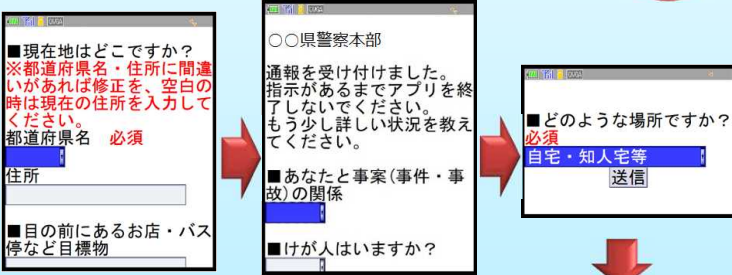 ■現在地はどこですか？
※都道府県名・住所に間違
いがあれば修正を、空白の
時は現在の住所を入力して
ください。
都道府県名　必須
住所
■目の前にあるお店・バス
停など目標物
○○県警察本部
通報を受け付けました。
指示があるまでアプリを終
了しないでください。
もう少し詳しい状況を教え
てください。
■あなたと事案(事件・事
故)の関係
■けが人はいますか？
■どのような場所ですか？
必須
自宅・知人宅等
送信